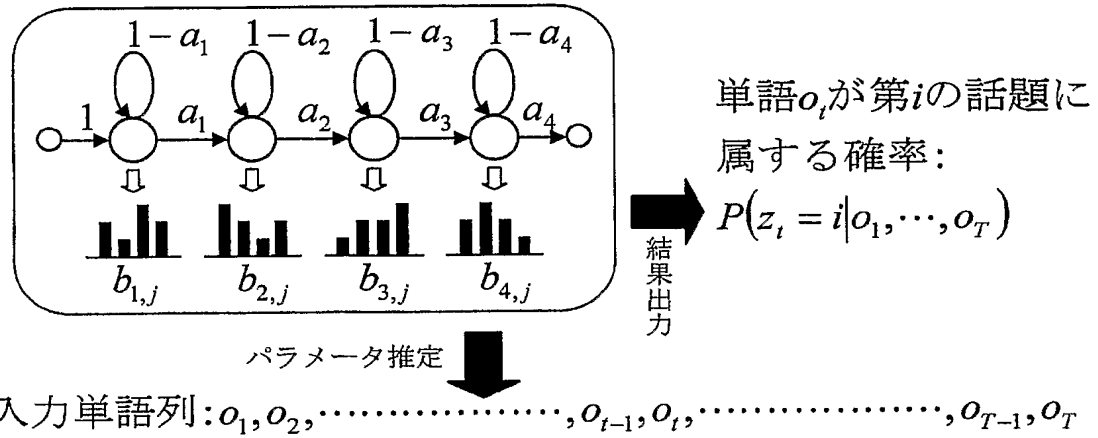 1−a₁ 1−a₂ 1−a₃ 1−a₄
1 a₁ a₂ a₃ a₄
b₁,ⱼ b₂,ⱼ b₃,ⱼ b₄,ⱼ
結果出力
単語oₜが第iの話題に
属する確率:
P(zₜ = i|o₁,⋯,o_T)
パラメータ推定
入力単語列:o₁,o₂,⋯⋯⋯⋯⋯⋯,oₜ₋₁,oₜ,⋯⋯⋯⋯⋯⋯,o_T−1,o_T